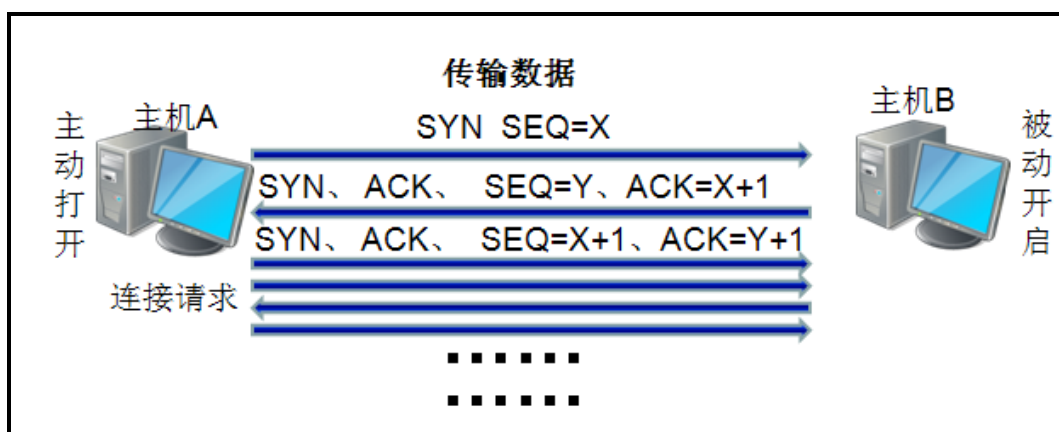 传输数据
主机A
主机B
主动打开
被动开启
SYN SEQ=X
SYN、ACK、 SEQ=Y、ACK=X+1
SYN、ACK、 SEQ=X+1、ACK=Y+1
连接请求
▪▪▪▪▪▪
▪▪▪▪▪▪